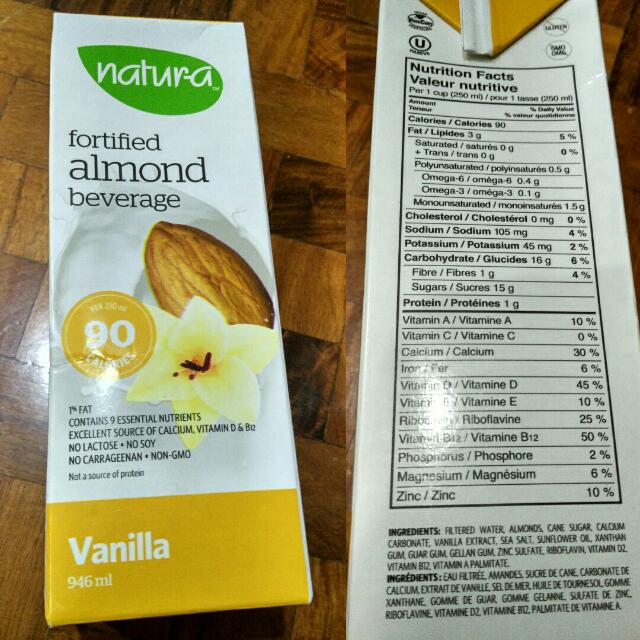 natura™
fortified
almond
beverage
PER 250 ml
90
CALORIES
1% FAT
CONTAINS 9 ESSENTIAL NUTRIENTS
EXCELLENT SOURCE OF CALCIUM, VITAMIN D & B12
NO LACTOSE • NO SOY
NO CARRAGEENAN • NON-GMO
Not a source of protein
Vanilla
946 ml
U
PAREVE
GLUTEN
GMO
OMG
Nutrition Facts
Valeur nutritive
Per 1 cup (250 ml) / pour 1 tasse (250 ml)
Amount % Daily Value
Teneur % valeur quotidienne
Calories / Calories 90
Fat / Lipides 3 g 5 %
Saturated / saturés 0 g
+ Trans / trans 0 g 0 %
Polyunsaturated / polyinsaturés 0.5 g
Omega-6 / oméga-6 0.4 g
Omega-3 / oméga-3 0.1 g
Monounsaturated / monoinsaturés 1.5 g
Cholesterol / Cholestérol 0 mg 0 %
Sodium / Sodium 105 mg 4 %
Potassium / Potassium 45 mg 2 %
Carbohydrate / Glucides 16 g 6 %
Fibre / Fibres 1 g 4 %
Sugars / Sucres 15 g
Protein / Protéines 1 g
Vitamin A / Vitamine A 10 %
Vitamin C / Vitamine C 0 %
Calcium / Calcium 30 %
Iron / Fer 6 %
Vitamin D / Vitamine D 45 %
Vitamin E / Vitamine E 10 %
Riboflavin / Riboflavine 25 %
Vitamin B12 / Vitamine B12 50 %
Phosphorus / Phosphore 2 %
Magnesium / Magnésium 6 %
Zinc / Zinc 10 %
INGREDIENTS: FILTERED WATER, ALMONDS, CANE SUGAR, CALCIUM
CARBONATE, VANILLA EXTRACT, SEA SALT, SUNFLOWER OIL, XANTHAN
GUM, GUAR GUM, GELLAN GUM, ZINC SULFATE, RIBOFLAVIN, VITAMIN D2,
VITAMIN B12, VITAMIN A PALMITATE.
INGRÉDIENTS : EAU FILTRÉE, AMANDES, SUCRE DE CANE, CARBONATE DE
CALCIUM, EXTRAIT DE VANILLE, SEL DE MER, HUILE DE TOURNESOL, GOMME
XANTHANE, GOMME DE GUAR, GOMME GELANNE, SULFATE DE ZINC,
RIBOFLAVINE, VITAMINE D2, VITAMINE B12, PALMITATE DE VITAMINE A.